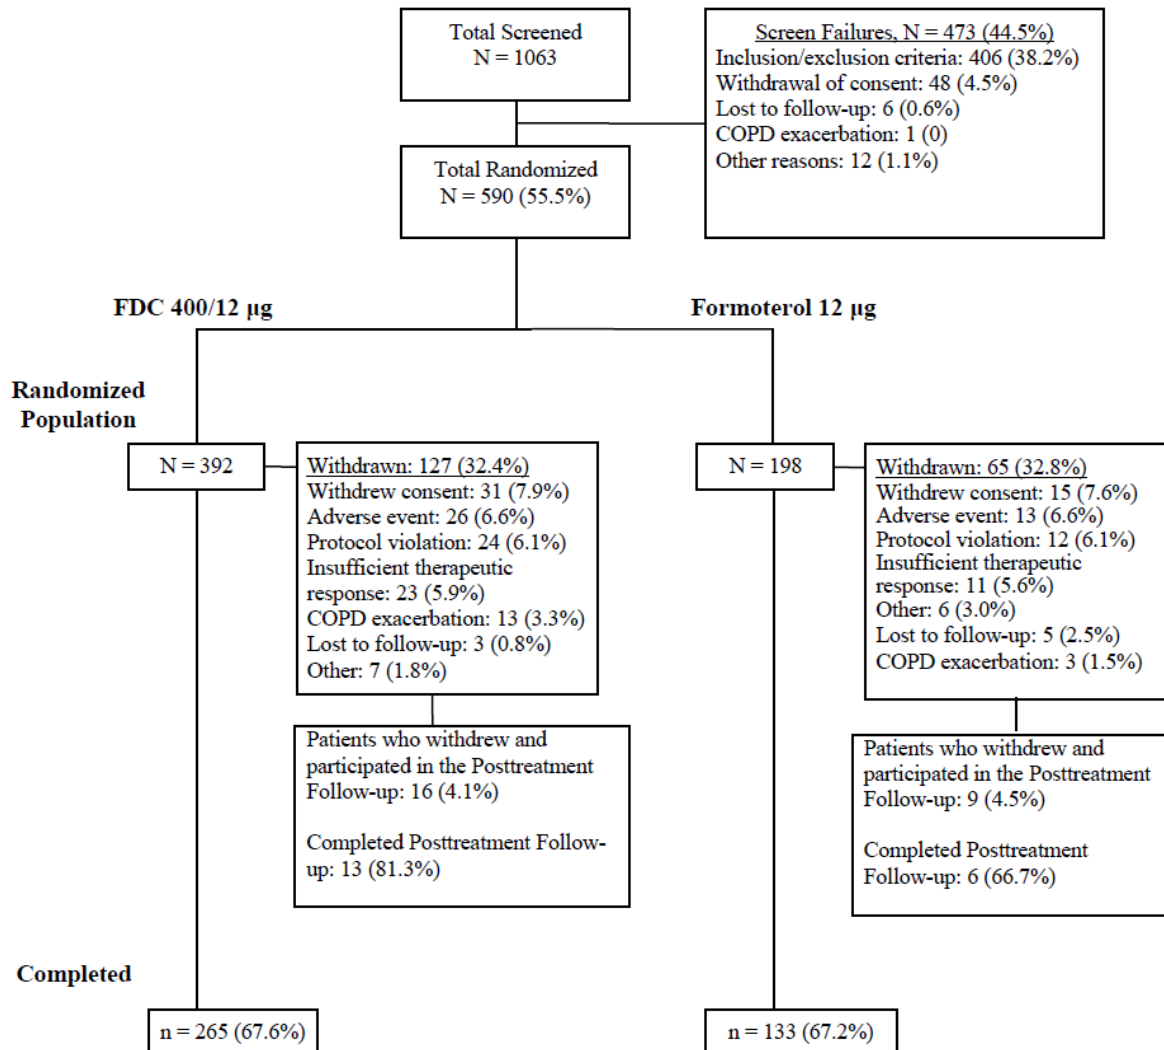 Total Screened
N = 1063
Screen Failures, N = 473 (44.5%)
Inclusion/exclusion criteria: 406 (38.2%)
Withdrawal of consent: 48 (4.5%)
Lost to follow-up: 6 (0.6%)
COPD exacerbation: 1 (0)
Other reasons: 12 (1.1%)
Total Randomized
N = 590 (55.5%)
FDC 400/12 µg
Formoterol 12 µg
Randomized
Population
N = 392
Withdrawn: 127 (32.4%)
Withdrew consent: 31 (7.9%)
Adverse event: 26 (6.6%)
Protocol violation: 24 (6.1%)
Insufficient therapeutic
response: 23 (5.9%)
COPD exacerbation: 13 (3.3%)
Lost to follow-up: 3 (0.8%)
Other: 7 (1.8%)
N = 198
Withdrawn: 65 (32.8%)
Withdrew consent: 15 (7.6%)
Adverse event: 13 (6.6%)
Protocol violation: 12 (6.1%)
Insufficient therapeutic
response: 11 (5.6%)
Other: 6 (3.0%)
Lost to follow-up: 5 (2.5%)
COPD exacerbation: 3 (1.5%)
Patients who withdrew and
participated in the Posttreatment
Follow-up: 16 (4.1%)
Completed Posttreatment Follow-
up: 13 (81.3%)
Patients who withdrew and
participated in the Posttreatment
Follow-up: 9 (4.5%)
Completed Posttreatment
Follow-up: 6 (66.7%)
Completed
n = 265 (67.6%)
n = 133 (67.2%)